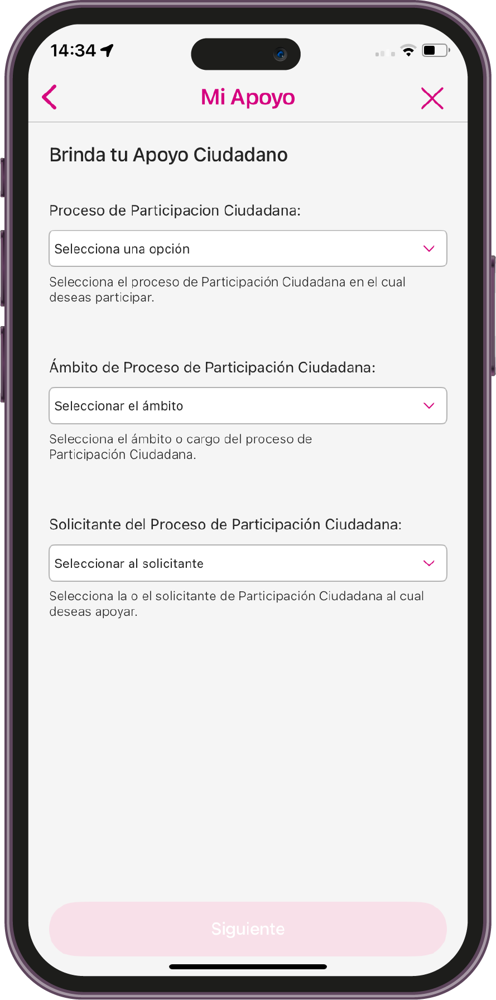 14:34
Mi Apoyo
Brinda tu Apoyo Ciudadano
Proceso de Participacion Ciudadana:
Selecciona una opción
Selecciona el proceso de Participación Ciudadana en el cual
deseas participar.
Ámbito de Proceso de Participación Ciudadana:
Seleccionar el ámbito
Selecciona el ámbito o cargo del proceso de
Participación Ciudadana.
Solicitante del Proceso de Participación Ciudadana:
Seleccionar al solicitante
Selecciona la o el solicitante de Participación Ciudadana al cual
deseas apoyar.
Siguiente